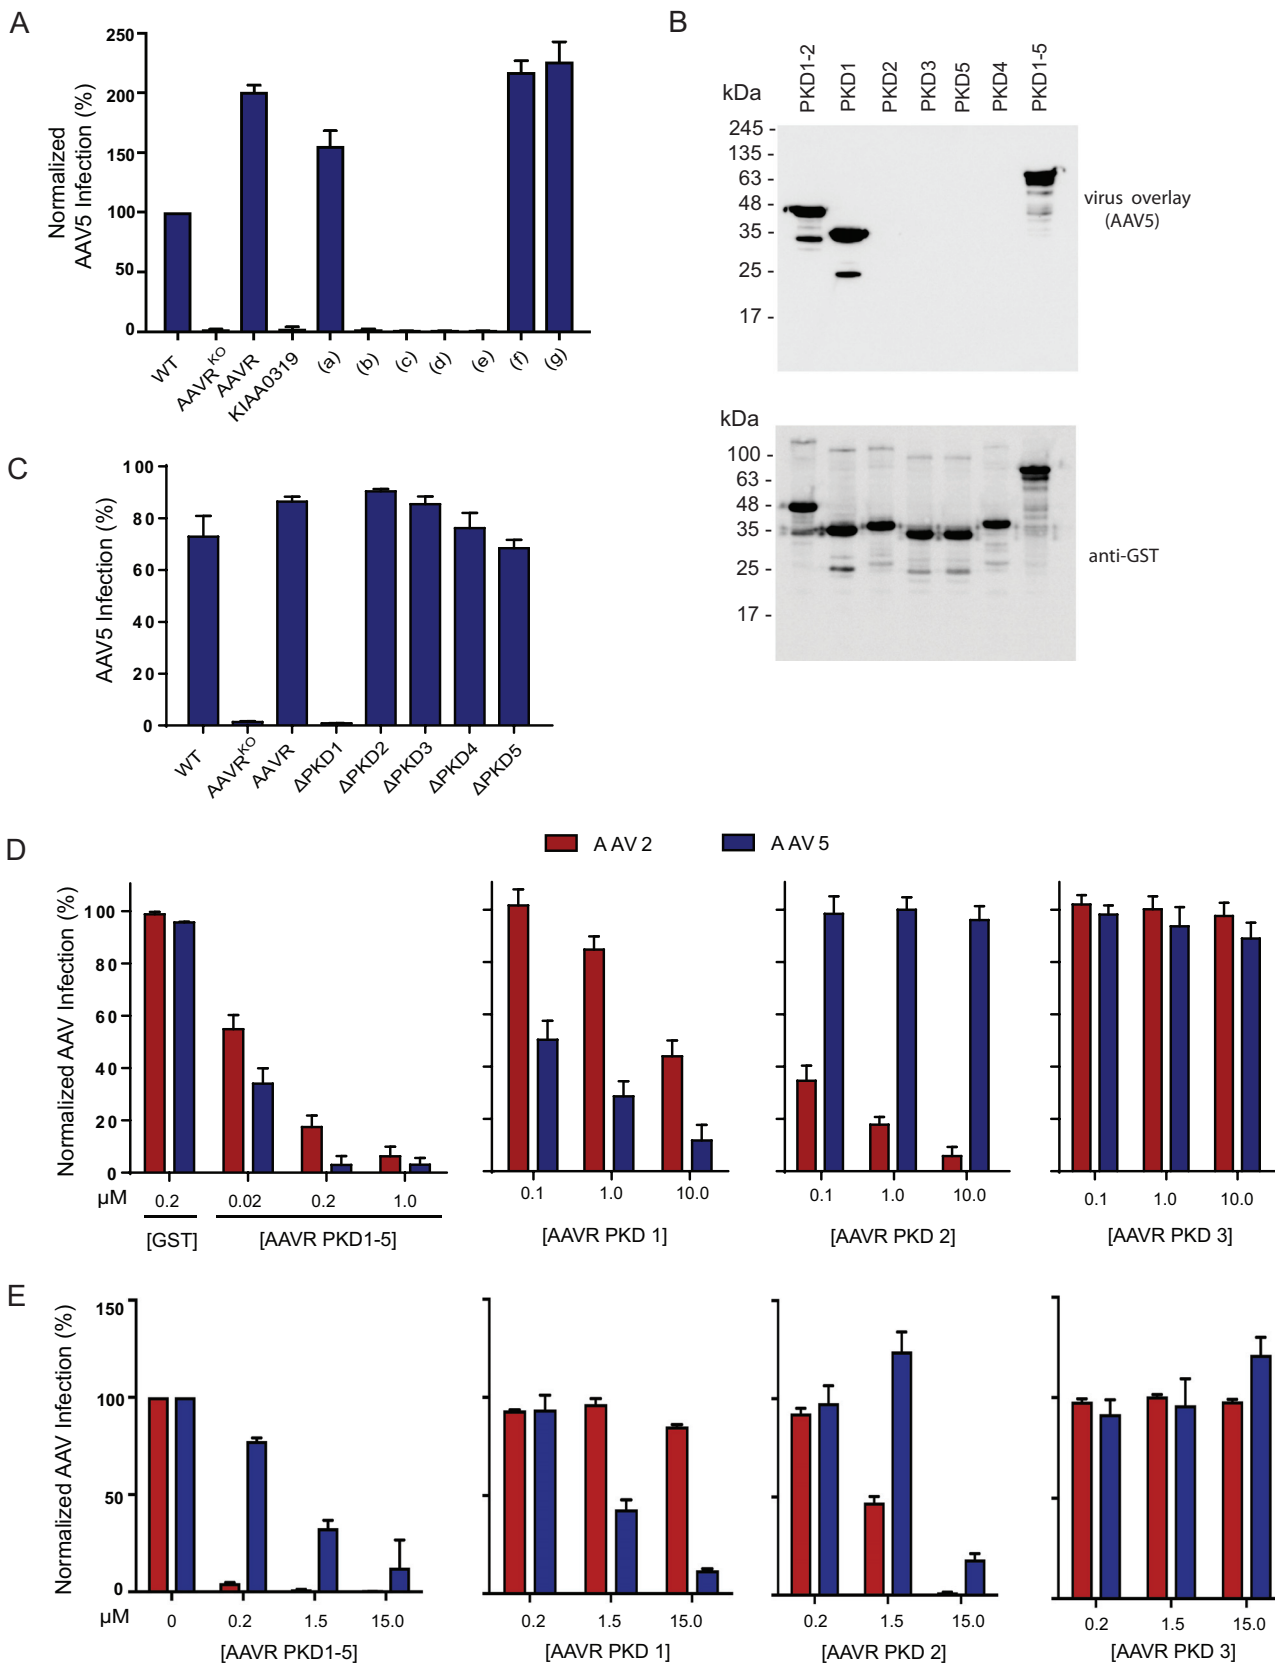 A
Normalized
AAV5 Infection (%)
250
200
150
100
50
0
WT
AAVRKO
AAVR
KIAA0319
(a)
(b)
(c)
(d)
(e)
(f)
(g)
B
kDa
PKD1-2
PKD1
PKD2
PKD3
PKD5
PKD4
PKD1-5
245 -
135 -
63 -
48 -
35 -
25 -
17 -
virus overlay
(AAV5)
kDa
100 -
63 -
48 -
35 -
25 -
17 -
anti-GST
C
AAV5 Infection (%)
100
80
60
40
20
0
WT
AAVRKO
AAVR
ΔPKD1
ΔPKD2
ΔPKD3
ΔPKD4
ΔPKD5
D
AAV2
AAV5
Normalized AAV Infection (%)
100
80
60
40
20
0
µM
0.2
0.02
0.2
1.0
[GST]
[AAVR PKD1-5]
0.1
1.0
10.0
[AAVR PKD 1]
0.1
1.0
10.0
[AAVR PKD 2]
0.1
1.0
10.0
[AAVR PKD 3]
E
Normalized AAV Infection (%)
150
100
50
0
µM
0
0.2
1.5
15.0
[AAVR PKD1-5]
0.2
1.5
15.0
[AAVR PKD 1]
0.2
1.5
15.0
[AAVR PKD 2]
0.2
1.5
15.0
[AAVR PKD 3]